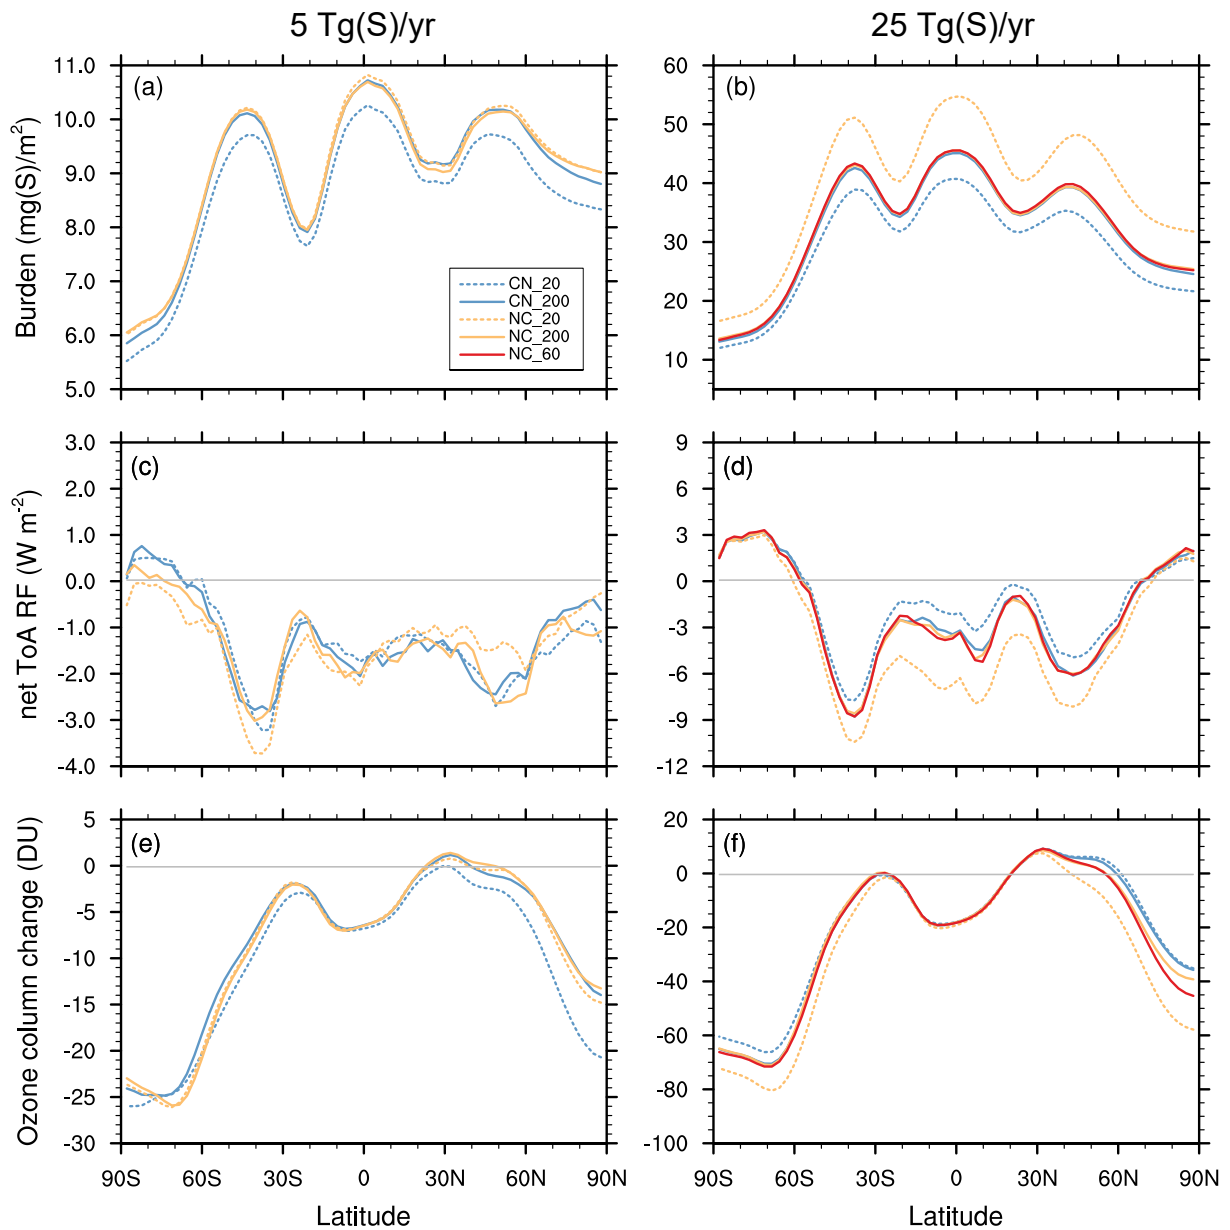 5 Tg(S)/yr
25 Tg(S)/yr
Burden (mg(S)/m²)
11.0
10.0
9.0
8.0
7.0
6.0
5.0
(a)
CN_20
CN_200
NC_20
NC_200
NC_60
60
50
40
30
20
10
(b)
net ToA RF (W m⁻²)
3.0
2.0
1.0
0.0
-1.0
-2.0
-3.0
-4.0
(c)
9
6
3
0
-3
-6
-9
-12
(d)
Ozone column change (DU)
5
0
-5
-10
-15
-20
-25
-30
(e)
90S
60S
30S
0
30N
60N
90N
Latitude
20
0
-20
-40
-60
-80
-100
(f)
90S
60S
30S
0
30N
60N
90N
Latitude